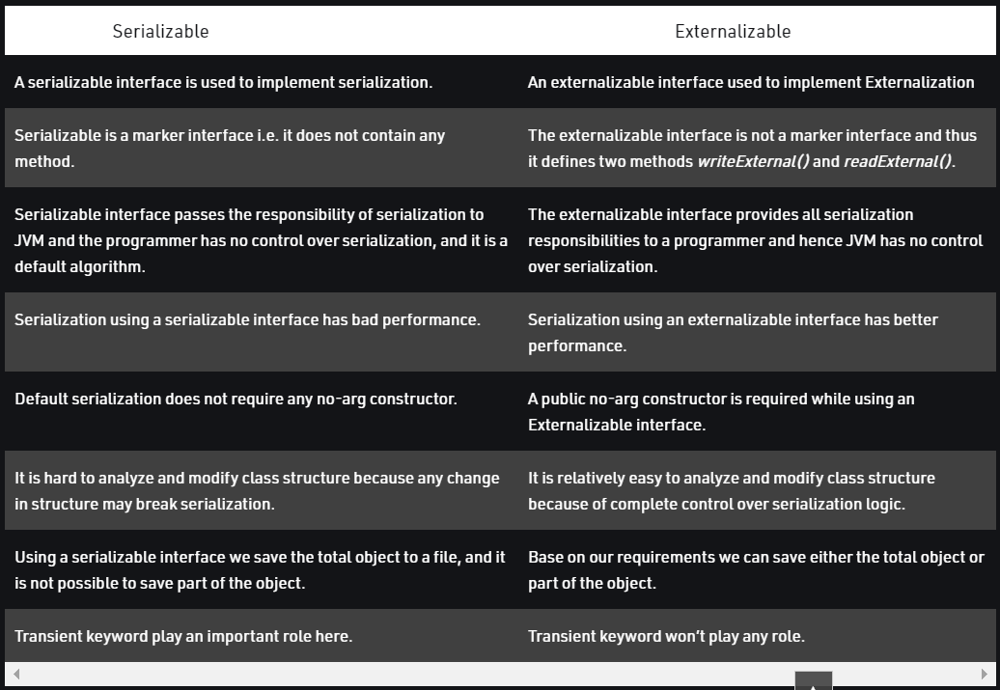 Serializable
Externalizable
A serializable interface is used to implement serialization.
An externalizable interface used to implement Externalization
Serializable is a marker interface i.e. it does not contain any
method.
The externalizable interface is not a marker interface and thus
it defines two methods writeExternal() and readExternal().
Serializable interface passes the responsibility of serialization to
JVM and the programmer has no control over serialization, and it is a
default algorithm.
The externalizable interface provides all serialization
responsibilities to a programmer and hence JVM has no control
over serialization.
Serialization using a serializable interface has bad performance.
Serialization using an externalizable interface has better
performance.
Default serialization does not require any no-arg constructor.
A public no-arg constructor is required while using an
Externalizable interface.
It is hard to analyze and modify class structure because any change
in structure may break serialization.
It is relatively easy to analyze and modify class structure
because of complete control over serialization logic.
Using a serializable interface we save the total object to a file, and it
is not possible to save part of the object.
Base on our requirements we can save either the total object or
part of the object.
Transient keyword play an important role here.
Transient keyword won't play any role.